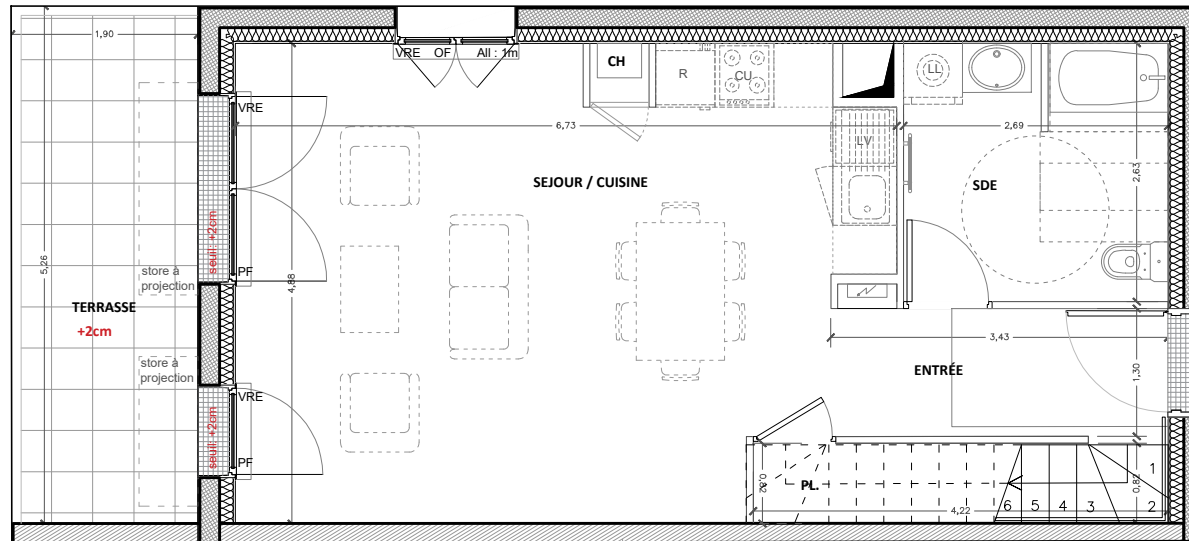 1,90
VRE OF All : 1m
4,88
CH
R
CU
LL
VRE
6,73
2,69
LV
SEJOUR / CUISINE
SDE
2,63
seuil : +2cm
5,26
PF
store à
projection
TERRASSE
+2cm
3,43
store à
projection
ENTRÉE
1,30
VRE
seuil : +2cm
PF
PL.
0,82
4,22
6 5 4 3 2 1
0,82